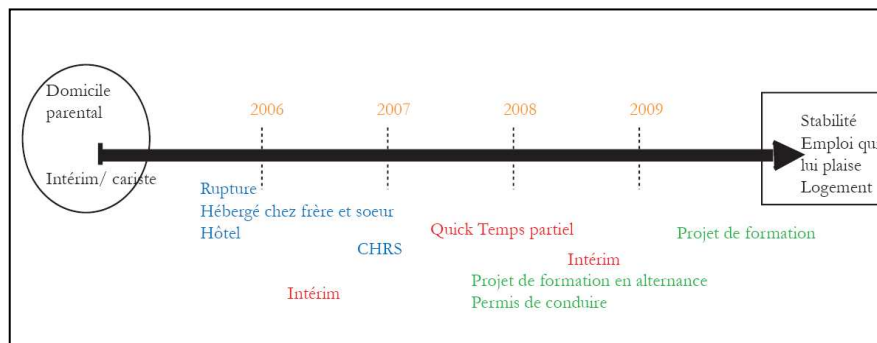 Domicile
parental
Intérim/ cariste
2006
2007
2008
2009
Stabilité
Emploi qui
lui plaise
Logement
Rupture
Hébergé chez frère et soeur
Hôtel
CHRS
Intérim
Quick Temps partiel
Intérim
Projet de formation en alternance
Permis de conduire
Projet de formation